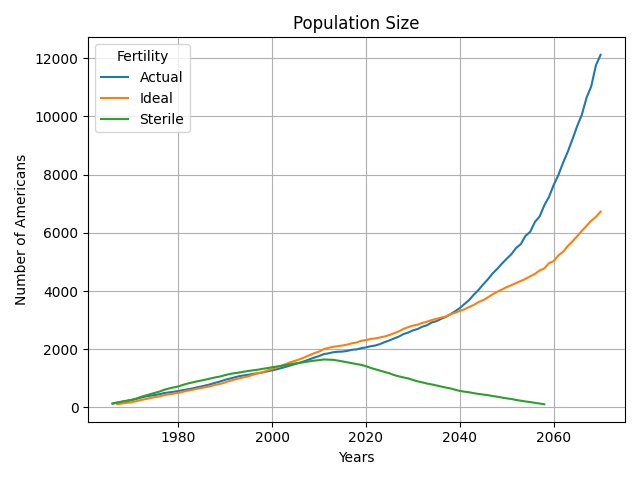 Population Size
Fertility
Actual
Ideal
Sterile
Number of Americans
12000
10000
8000
6000
4000
2000
0
1980
2000
2020
2040
2060
Years